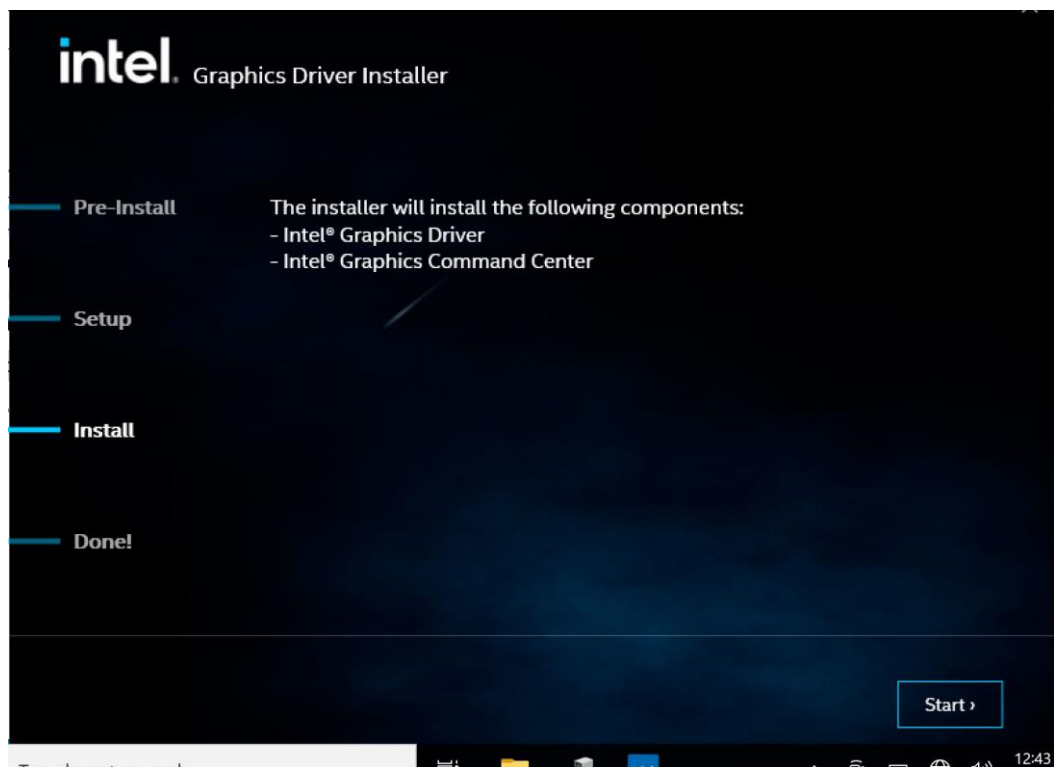 intel. Graphics Driver Installer
Pre-Install
The installer will install the following components:
- Intel® Graphics Driver
- Intel® Graphics Command Center
Setup
Install
Done!
Start ›
12:43